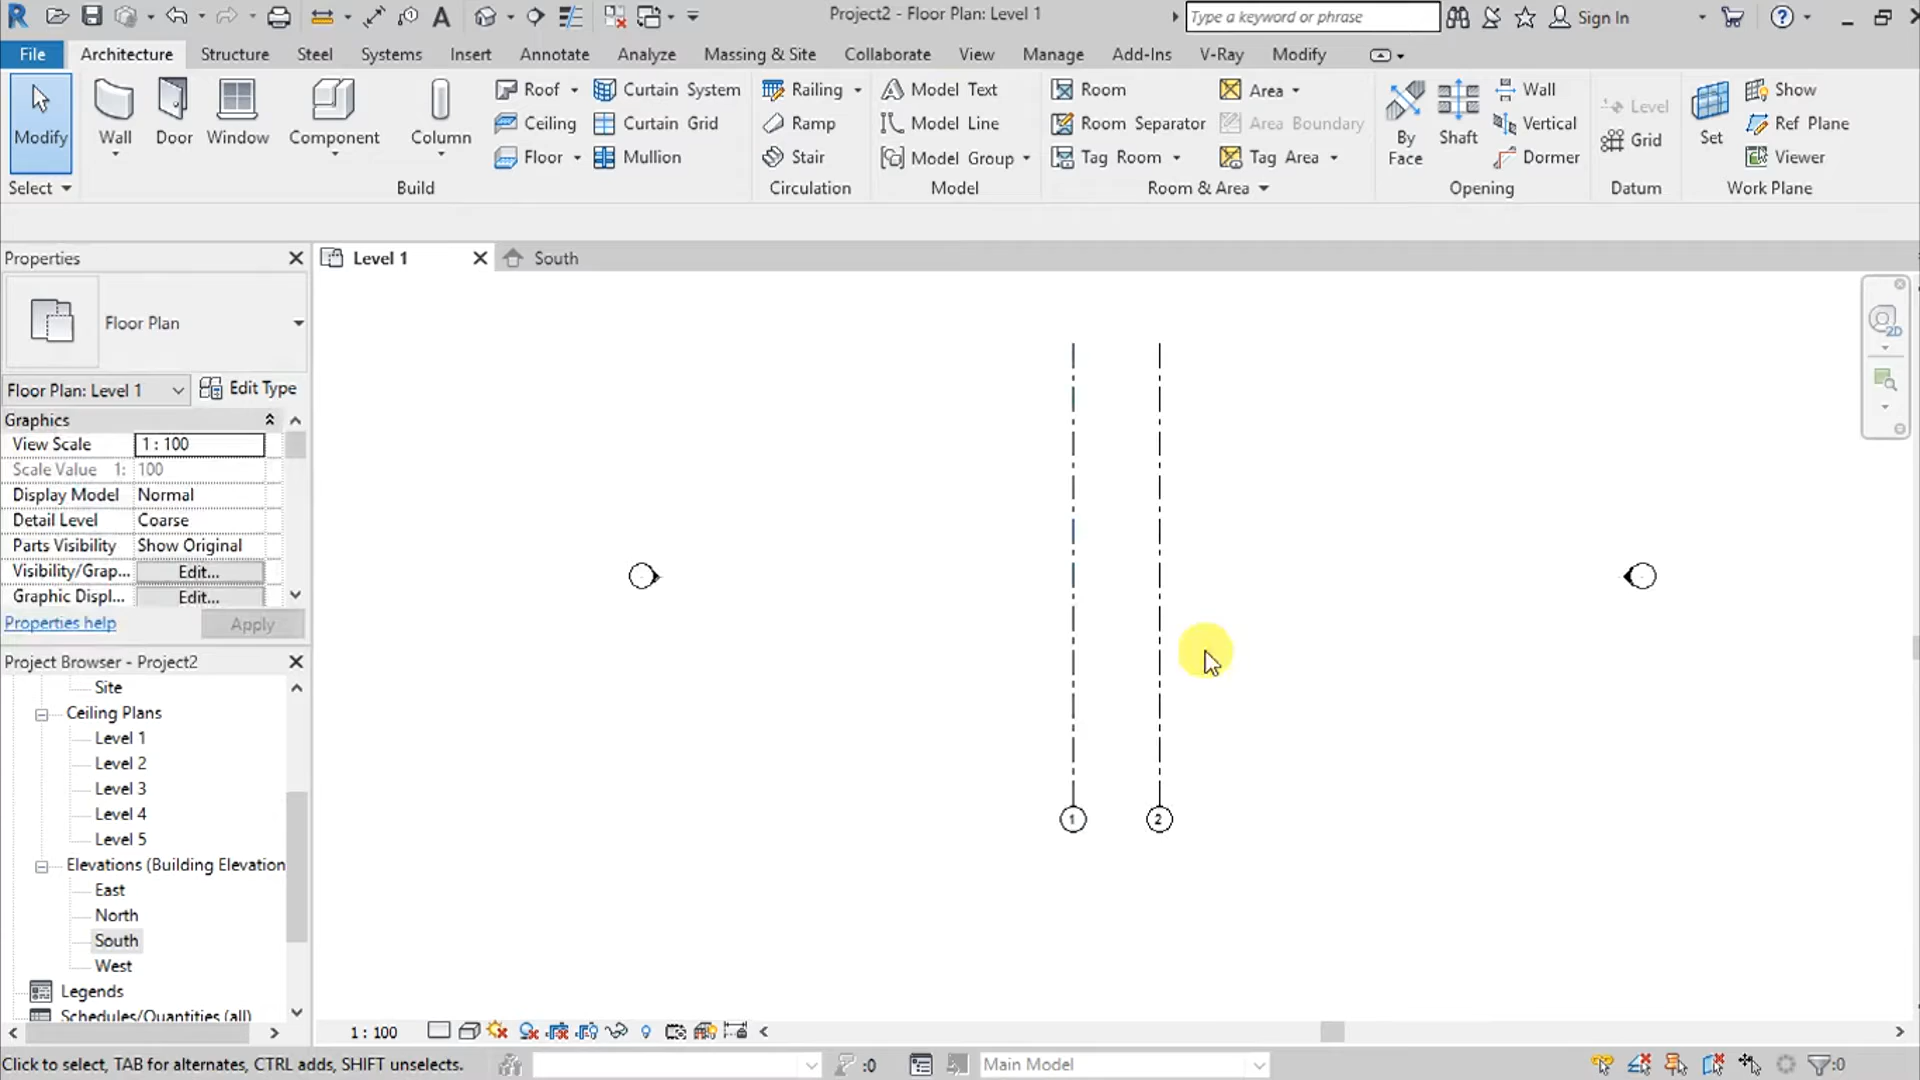 Project2 - Floor Plan: Level 1
Type a keyword or phrase
Sign In
File Architecture Structure Steel Systems Insert Annotate Analyze Massing & Site Collaborate View Manage Add-Ins V-Ray Modify
Modify
Wall
Door
Window
Component
Column
Roof
Ceiling
Floor
Curtain System
Curtain Grid
Mullion
Railing
Ramp
Stair
Model Text
Model Line
Model Group
Room
Room Separator
Tag Room
Area
Area Boundary
Tag Area
By
Face
Shaft
Wall
Vertical
Dormer
Level
Grid
Set
Show
Ref Plane
Viewer
Select
Build
Circulation
Model
Room & Area
Opening
Datum
Work Plane
Properties
Level 1
South
Floor Plan
Floor Plan: Level 1
Edit Type
Graphics
View Scale 1 : 100
Scale Value 1: 100
Display Model Normal
Detail Level Coarse
Parts Visibility Show Original
Visibility/Grap... Edit...
Graphic Displ... Edit...
Properties help
Apply
Project Browser - Project2
Site
Ceiling Plans
Level 1
Level 2
Level 3
Level 4
Level 5
Elevations (Building Elevation
East
North
South
West
Legends
Schedules/Quantities (all)
2D
1
2
1 : 100
Click to select, TAB for alternates, CTRL adds, SHIFT unselects.
:0
Main Model
:0